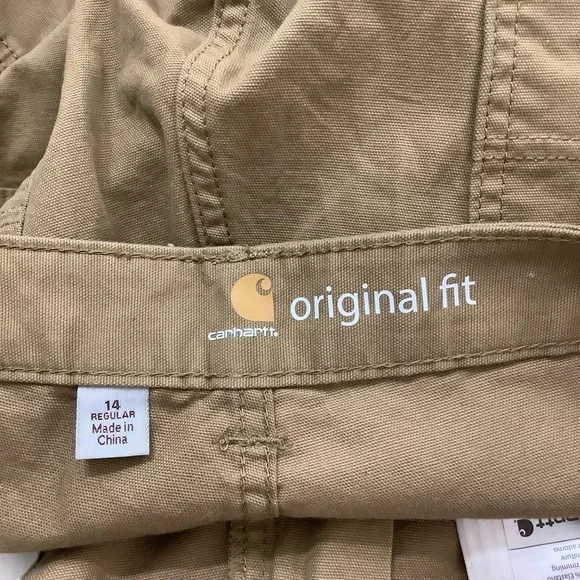 original fit
carhartt
14
REGULAR
Made in
China